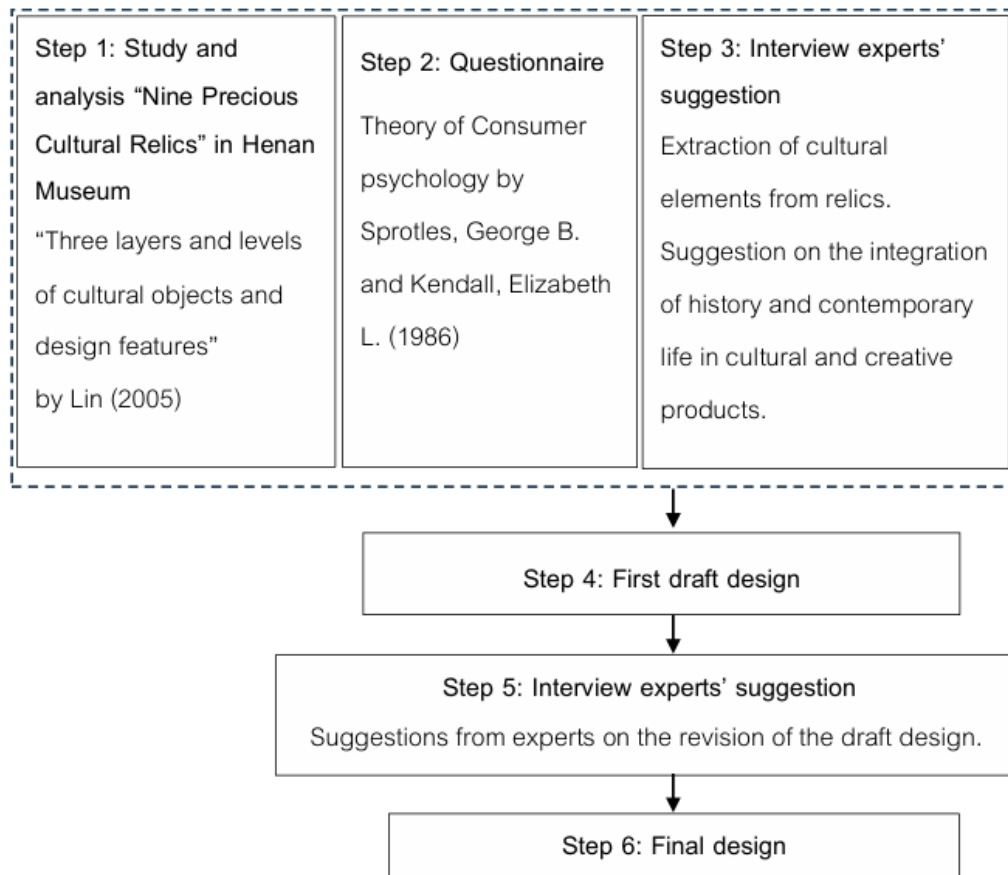 Step 1: Study and
analysis “Nine Precious
Cultural Relics” in Henan
Museum
“Three layers and levels
of cultural objects and
design features”
by Lin (2005)
Step 2: Questionnaire
Theory of Consumer
psychology by
Sprotles, George B.
and Kendall, Elizabeth
L. (1986)
Step 3: Interview experts’
suggestion
Extraction of cultural
elements from relics.
Suggestion on the integration
of history and contemporary
life in cultural and creative
products.
Step 4: First draft design
Step 5: Interview experts’ suggestion
Suggestions from experts on the revision of the draft design.
Step 6: Final design